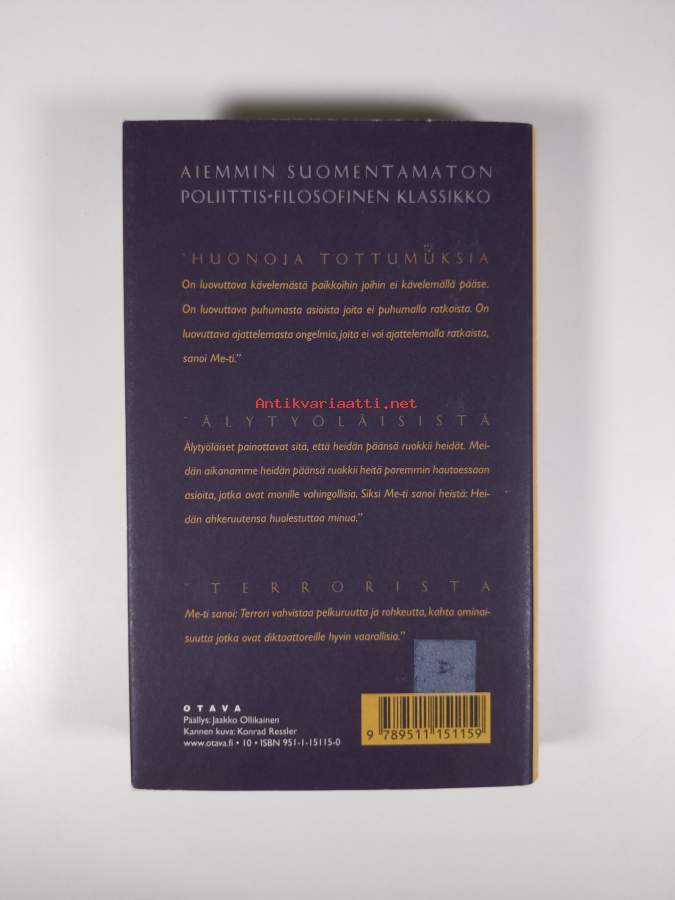 AIEMMIN SUOMENTAMATON
POLIITTIS-FILOSOFINEN KLASSIKKO
"HUONOJA TOTTUMUKSIA
On luovuttava kävelemästä paikkoihin joihin ei kävelemällä pääse.
On luovuttava puhumasta asioista joita ei puhumalla ratkaista. On
luovuttava ajattelemasta ongelmia, joita ei voi ajattelemalla ratkaista,
sanoi Me-ti."
Antikvariaatti.net
"ÄLYTYÖLÄISISTÄ
Älytyöläiset painottavat sitä, että heidän päänsä ruokkii heidät. Mei-
dän aikanamme heidän päänsä ruokkii heitä paremmin hautoessaan
asioita, jotka ovat monille vahingollisia. Siksi Me-ti sanoi heistä: Hei-
dän ahkeruutensa huolestuttaa minua."
"TERRORISTA
Me-ti sanoi: Terrori vahvistaa pelkuruutta ja rohkeutta, kahta ominai-
suutta jotka ovat diktaattoreille hyvin vaarallisia."
OTAVA
Päällys: Jaakko Ollikainen
Kannen kuva: Konrad Ressler
www.otava.fi • 10 • ISBN 951-1-15115-0
9 789511 151159